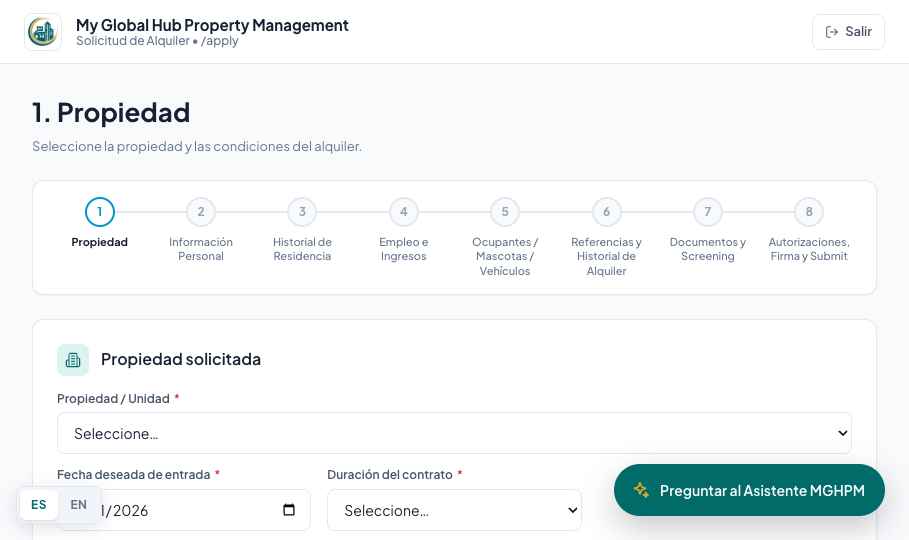 My Global Hub Property Management
Solicitud de Alquiler • /apply
Salir
1. Propiedad
Seleccione la propiedad y las condiciones del alquiler.
1
2
3
4
5
6
7
8
Propiedad
Información
Personal
Historial de
Residencia
Empleo e
Ingresos
Ocupantes /
Mascotas /
Vehículos
Referencias y
Historial de
Alquiler
Documentos y
Screening
Autorizaciones,
Firma y Submit
Propiedad solicitada
Propiedad / Unidad *
Seleccione...
Fecha deseada de entrada *
Duración del contrato *
/2026
Seleccione...
ES EN
Preguntar al Asistente MGHPM